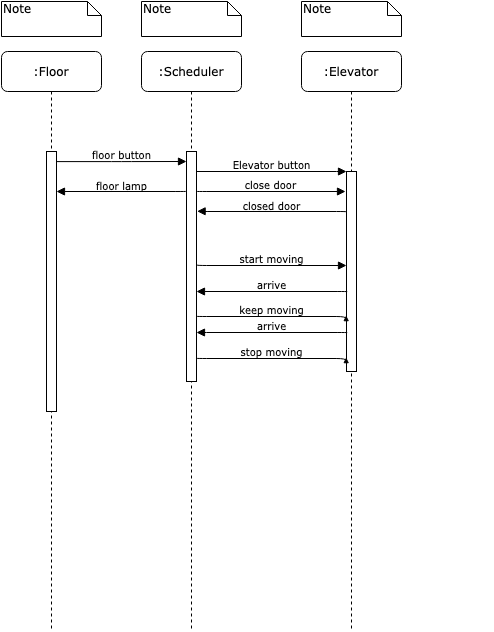 Note
Note
Note
:Floor
:Scheduler
:Elevator
floor button
Elevator button
floor lamp
close door
closed door
start moving
arrive
keep moving
arrive
stop moving